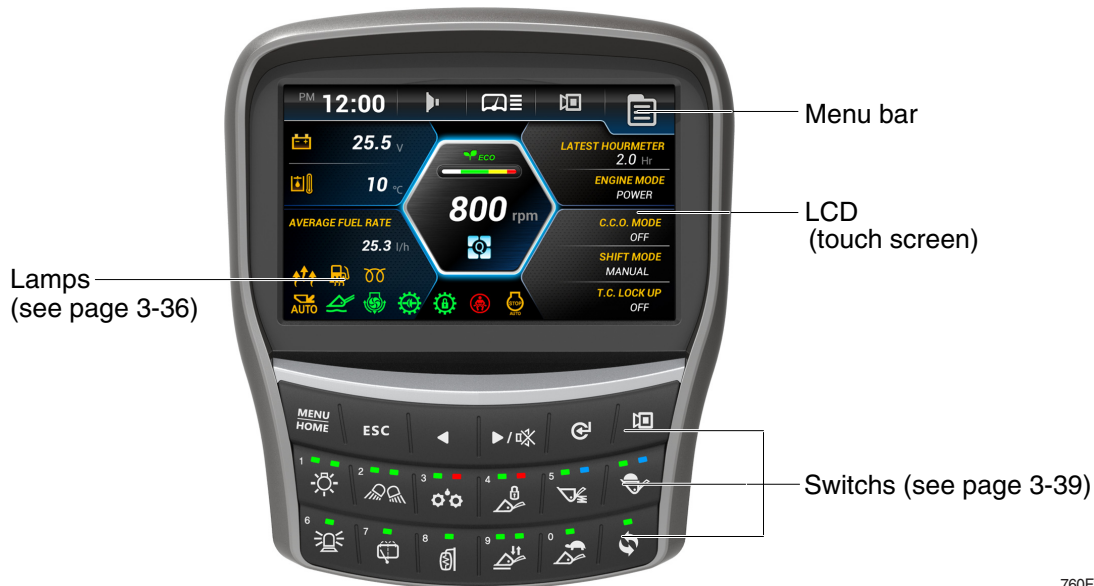 PM 12:00
25.5 V
10 °C
AVERAGE FUEL RATE
25.3 l/h
AUTO
ECO
800 rpm
STOP
AUTO
LATEST HOURMETER
2.0 Hr
ENGINE MODE
POWER
C.C.O. MODE
OFF
SHIFT MODE
MANUAL
T.C. LOCK UP
OFF
Menu bar
LCD
(touch screen)
Lamps
(see page 3-36)
MENU
HOME
ESC
1
2
3
4
5
6
7
8
9
0
Switchs (see page 3-39)